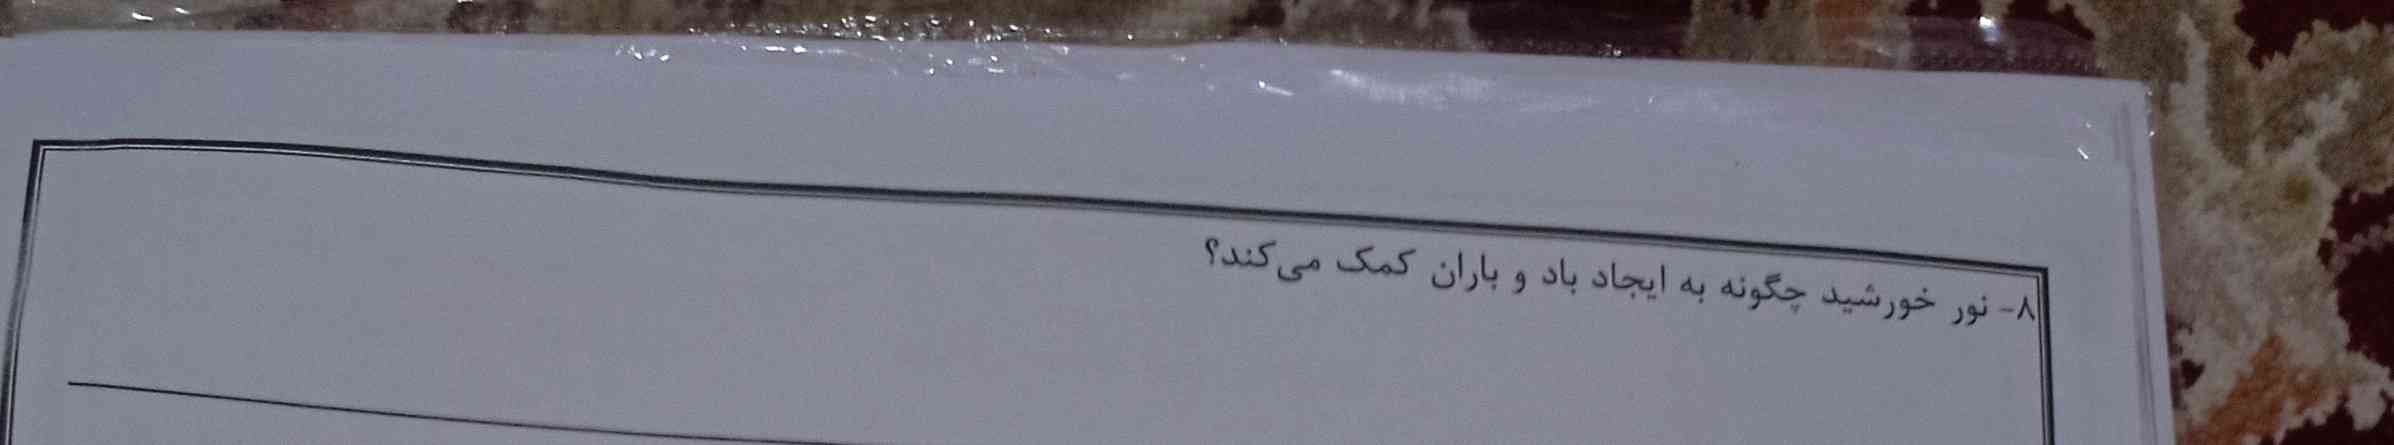 ۸- نور خورشید چگونه به ایجاد باد و باران کمک می‌کند؟